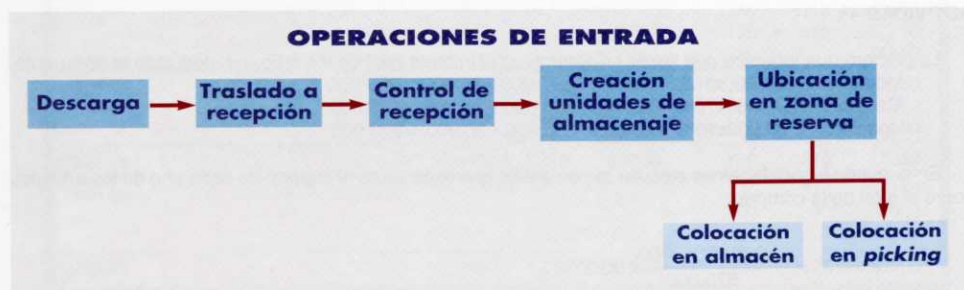 OPERACIONES DE ENTRADA
Descarga
Traslado a
recepción
Control de
recepción
Creación
unidades de
almacenaje
Ubicación
en zona de
reserva
Colocación
en almacén
Colocación
en picking